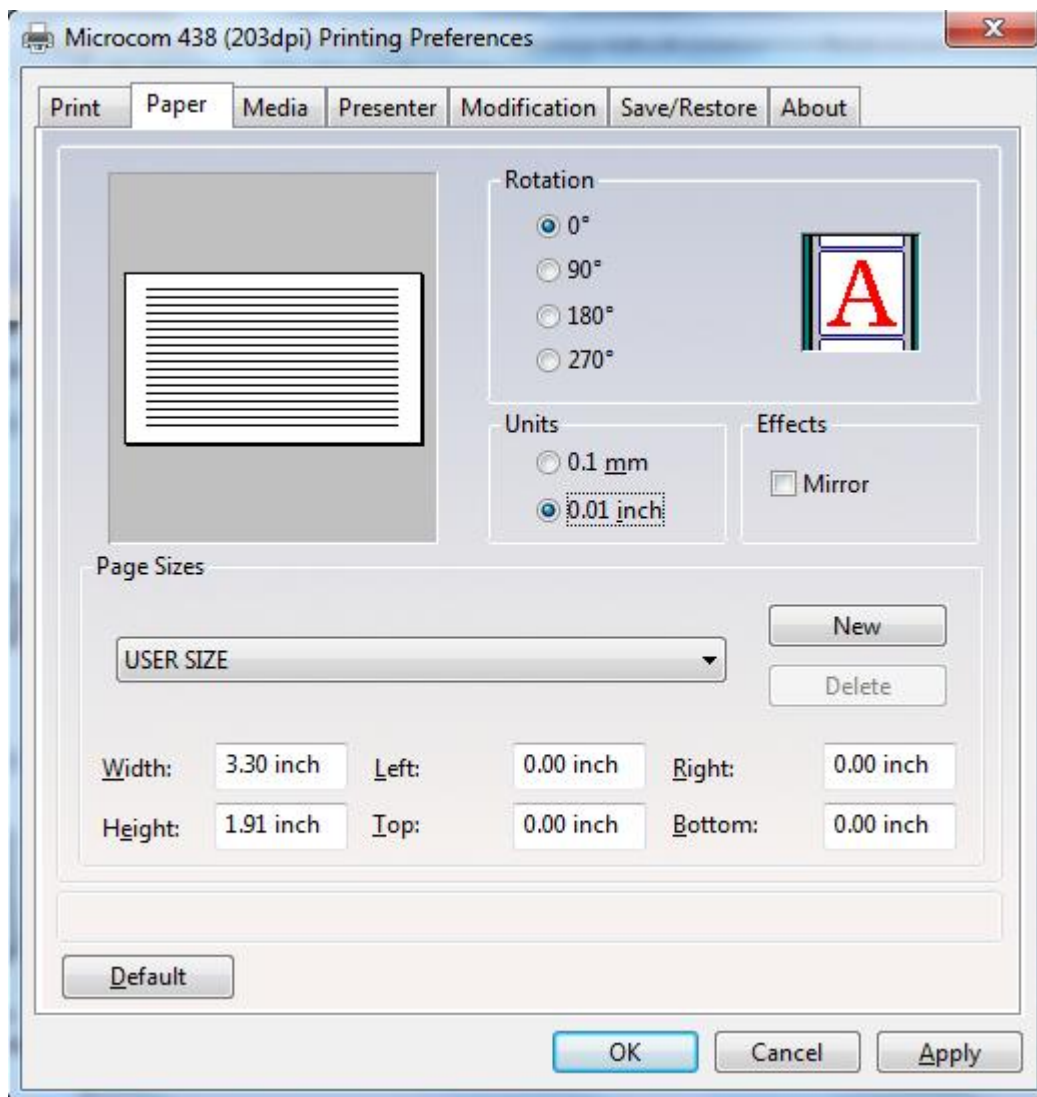 Microcom 438 (203dpi) Printing Preferences
Print Paper Media Presenter Modification Save/Restore About
Rotation
0°
90°
180°
270°
A
Units
0.1 mm
0.01 inch
Effects
Mirror
Page Sizes
USER SIZE
New
Delete
Width: 3.30 inch Left: 0.00 inch Right: 0.00 inch
Height: 1.91 inch Top: 0.00 inch Bottom: 0.00 inch
Default
OK Cancel Apply